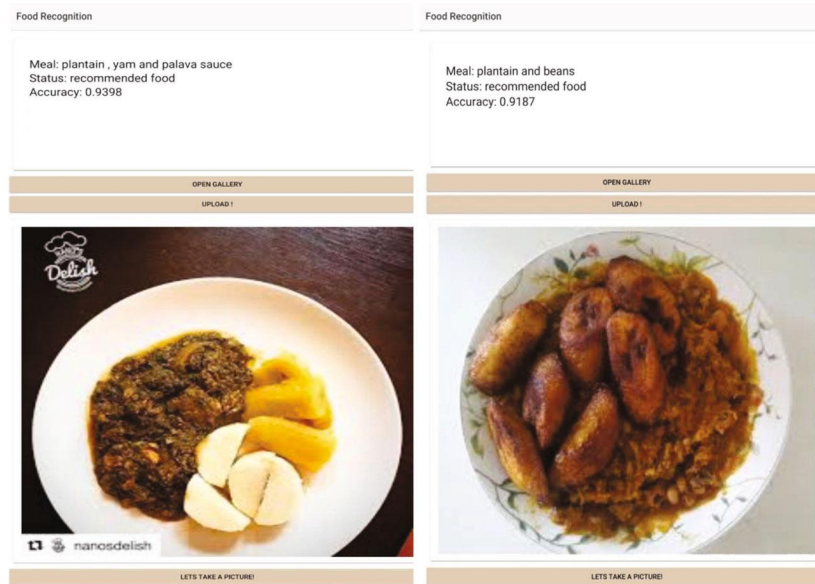 Food Recognition
Meal: plantain , yam and palava sauce
Status: recommended food
Accuracy: 0.9398
OPEN GALLERY
UPLOAD !
Delish
nanosdelish
LETS TAKE A PICTURE!
Food Recognition
Meal: plantain and beans
Status: recommended food
Accuracy: 0.9187
OPEN GALLERY
UPLOAD !
LETS TAKE A PICTURE!